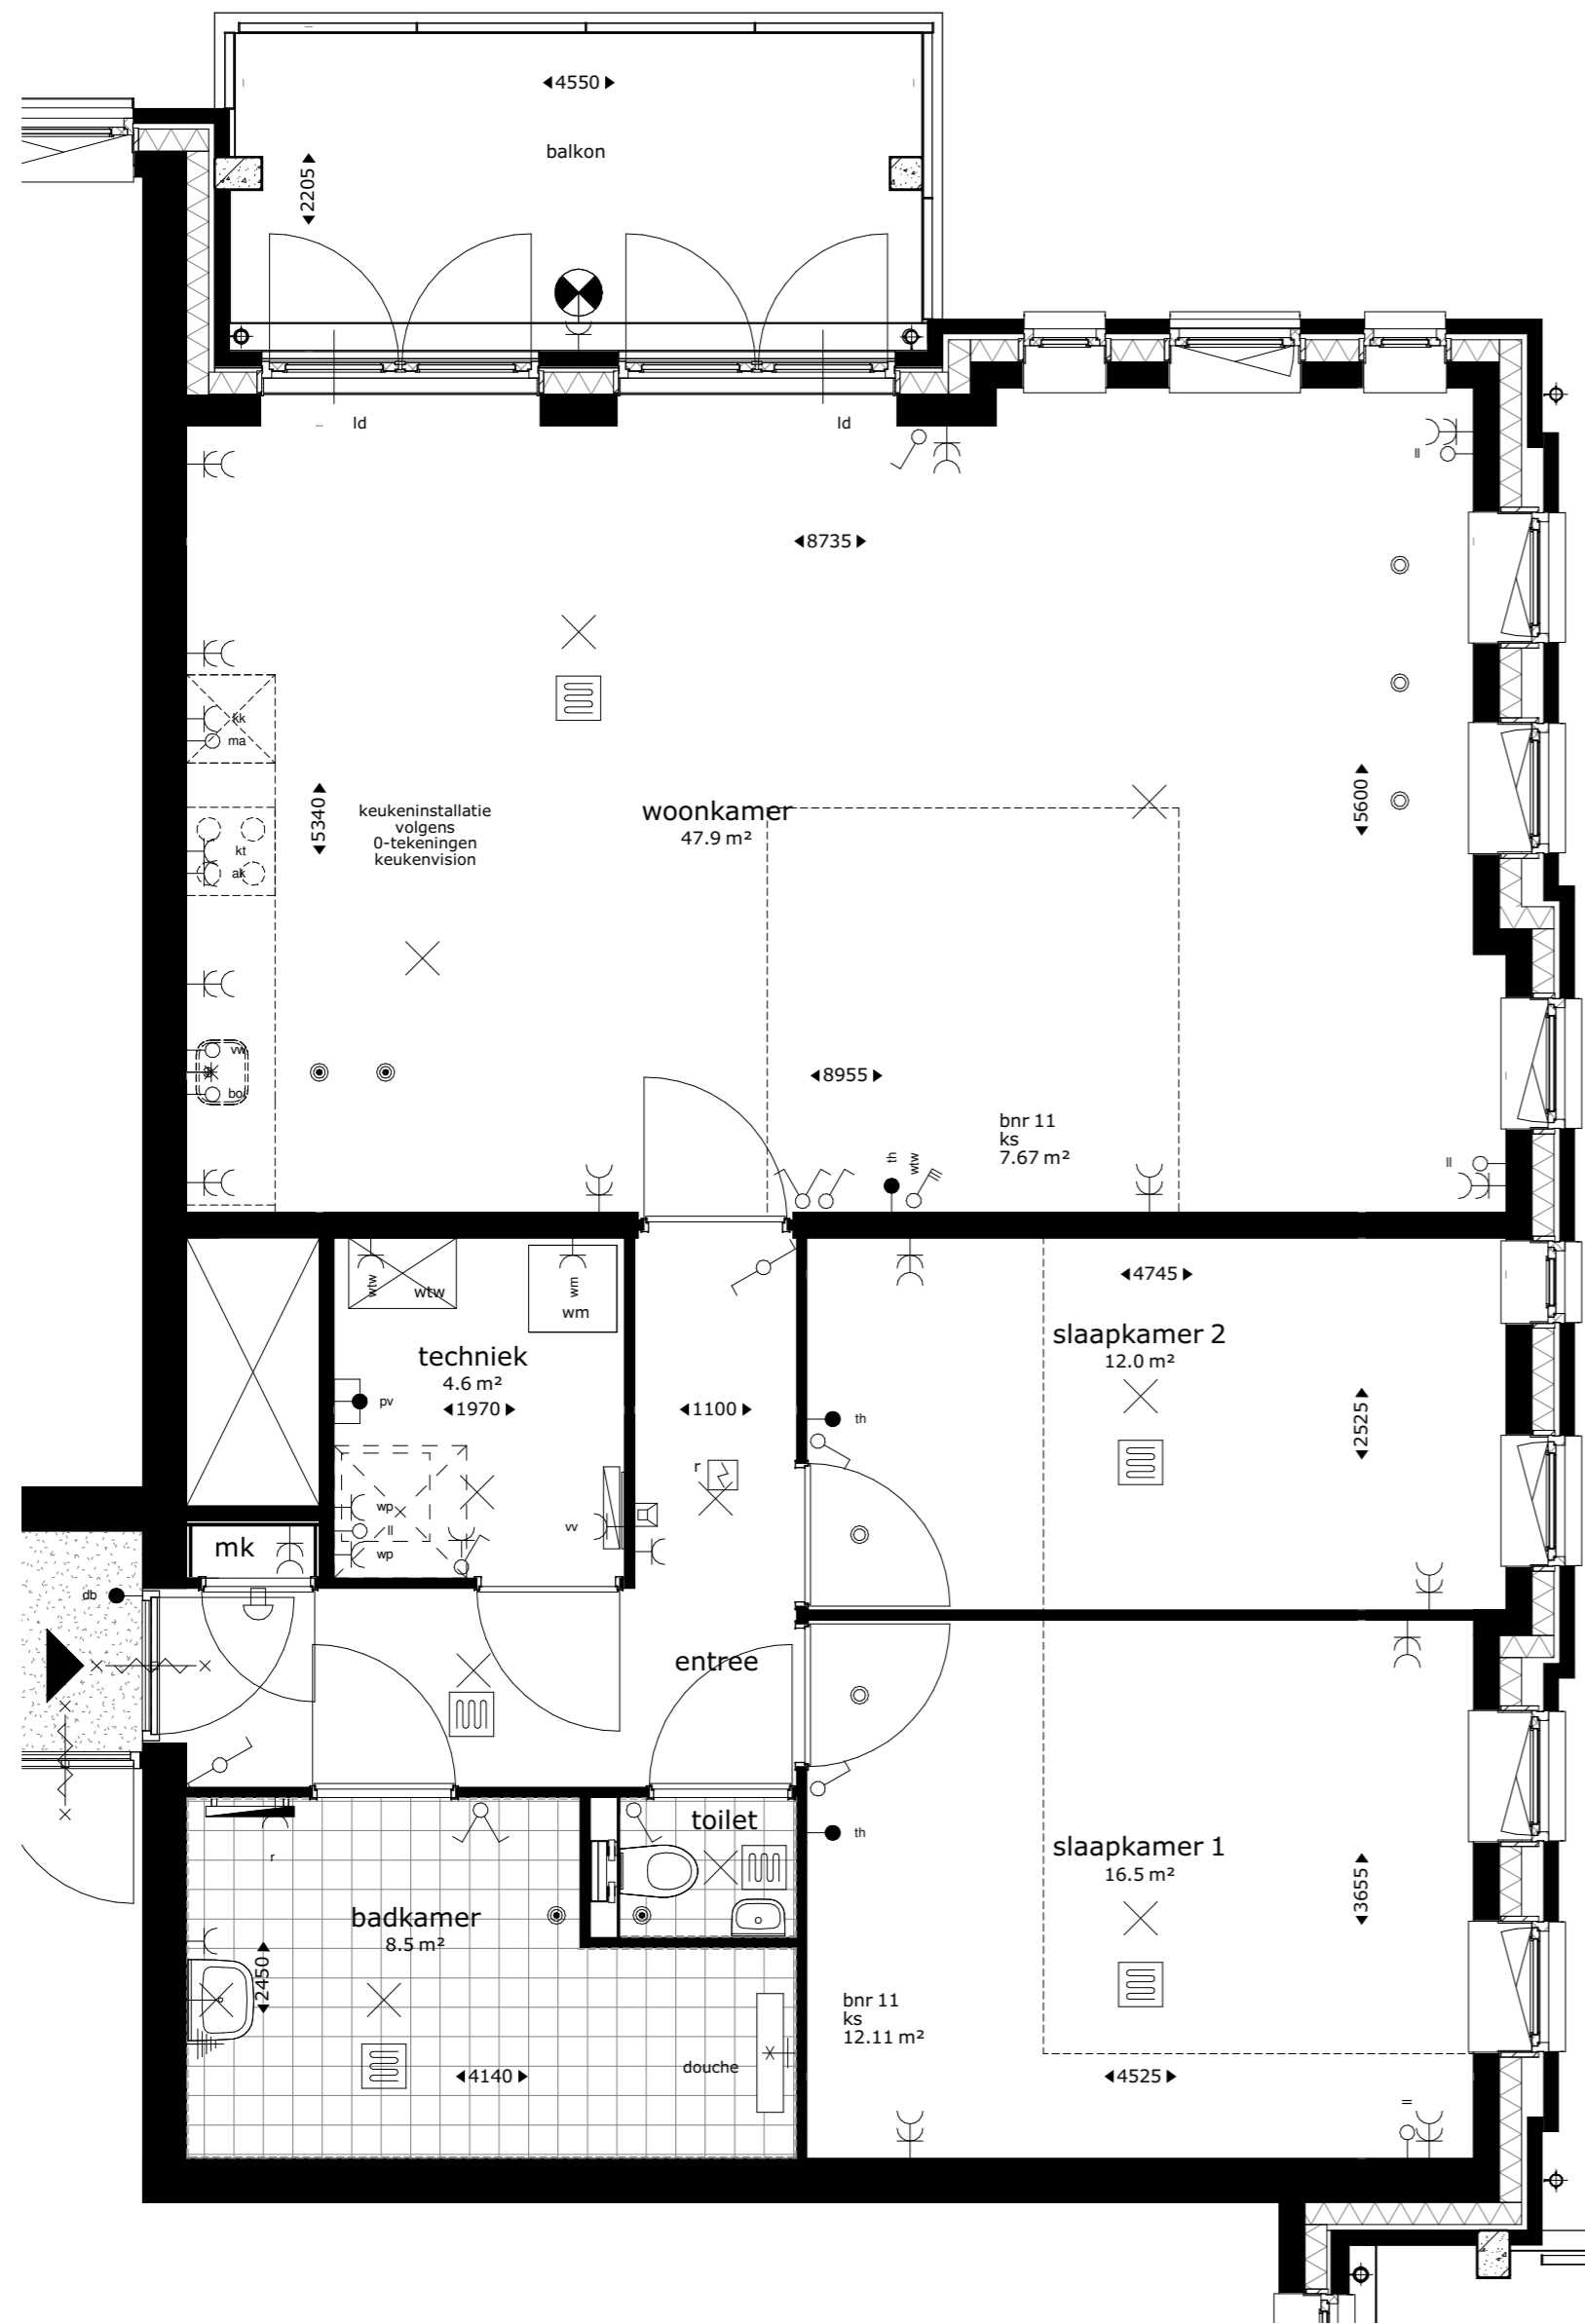 4550
balkon
2205
ld
ld
ll
8735
kk
ma
5340
keukeninstallatie
volgens
0-tekeningen
keukenvision
woonkamer
47.9 m²
5600
kt
ak
vw
bo
8955
bnr 11
ks
7.67 m²
th
wtw
ll
wtw
wtw
wm
wm
4745
slaapkamer 2
12.0 m²
techniek
4.6 m²
1970
pv
1100
th
2525
r
wp
ll
wp
vv
mk
db
entree
toilet
th
r
slaapkamer 1
16.5 m²
3655
badkamer
8.5 m²
2450
bnr 11
ks
12.11 m²
douche
4140
4525
ll